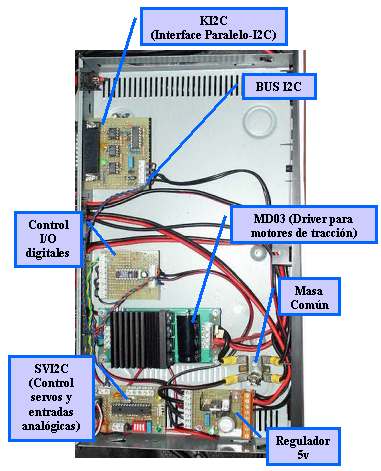 KI2C
(Interface Paralelo-I2C)
BUS I2C
Control
I/O
digitales
MD03 (Driver para
motores de tracción)
Masa
Común
SVI2C
(Control
servos y
entradas
analógicas)
Regulador
5v